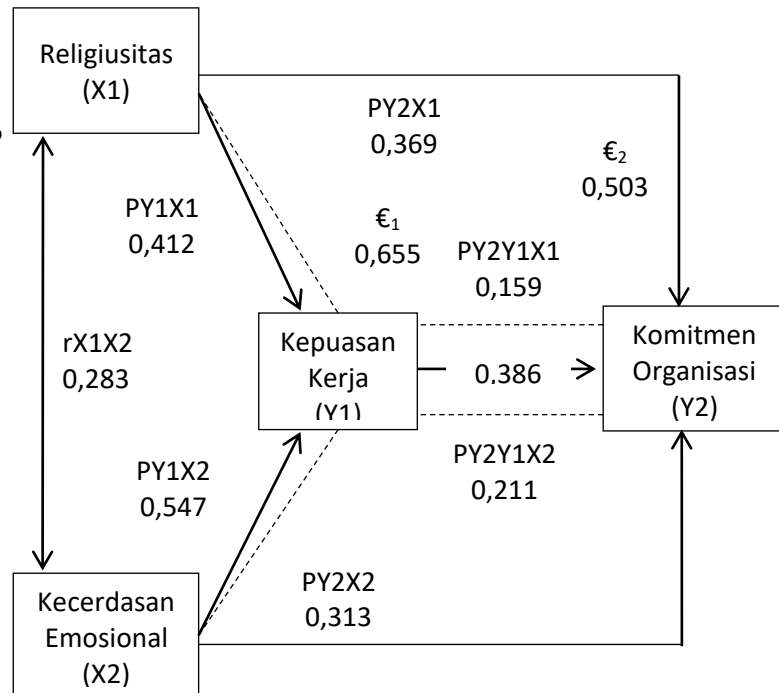 Religiusitas
(X1)
PY2X1
0,369
€₂
0,503
PY1X1
0,412
€₁
0,655
PY2Y1X1
0,159
rX1X2
0,283
Kepuasan
Kerja
(Y1)
0,386
Komitmen
Organisasi
(Y2)
PY1X2
0,547
PY2Y1X2
0,211
PY2X2
0,313
Kecerdasan
Emosional
(X2)